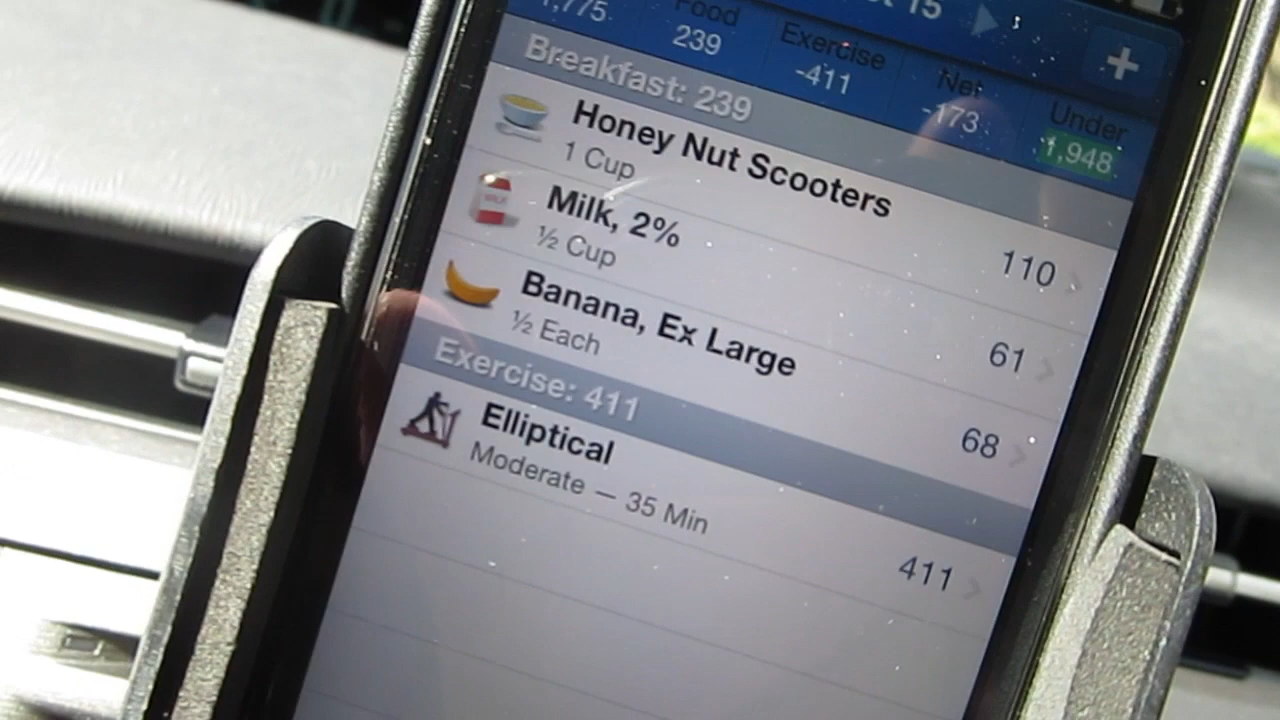 15
1,775
Food
239
Exercise
-411
Net
-173
Under
1,948
+
Breakfast: 239
Honey Nut Scooters
1 Cup
110
Milk, 2%
½ Cup
61
Banana, Ex Large
½ Each
68
Exercise: 411
Elliptical
Moderate — 35 Min
411